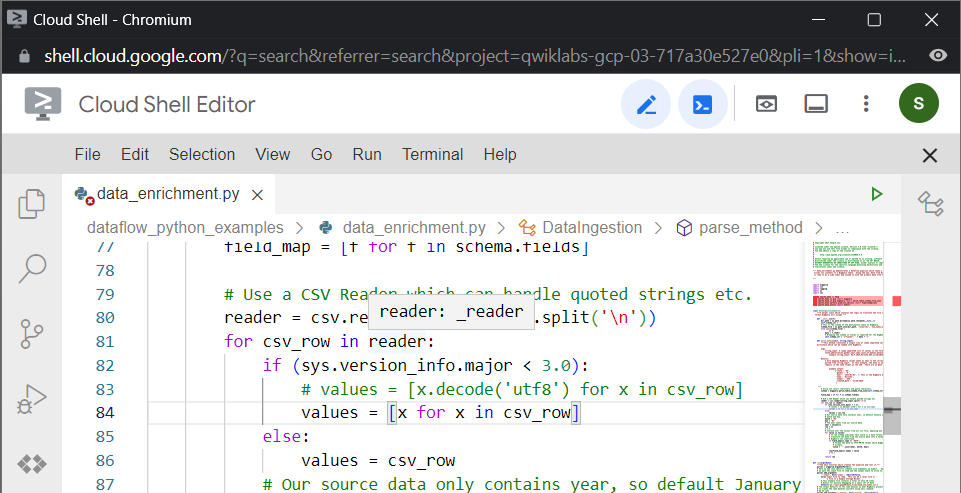 Cloud Shell - Chromium
shell.cloud.google.com/?q=search&referrer=search&project=qwiklabs-gcp-03-717a30e527e0&pli=1&show=i...
Cloud Shell Editor
S
File Edit Selection View Go Run Terminal Help
data_enrichment.py
dataflow_python_examples > data_enrichment.py > DataIngestion > parse_method > ...
77 field_map = [f for f in schema.fields]
78
79 # Use a CSV Reader which can handle quoted strings etc.
reader: _reader
80 reader = csv.re .split('\n'))
81 for csv_row in reader:
82 if (sys.version_info.major < 3.0):
83 # values = [x.decode('utf8') for x in csv_row]
84 values = [x for x in csv_row]
85 else:
86 values = csv_row
87 # Our source data only contains year, so default January